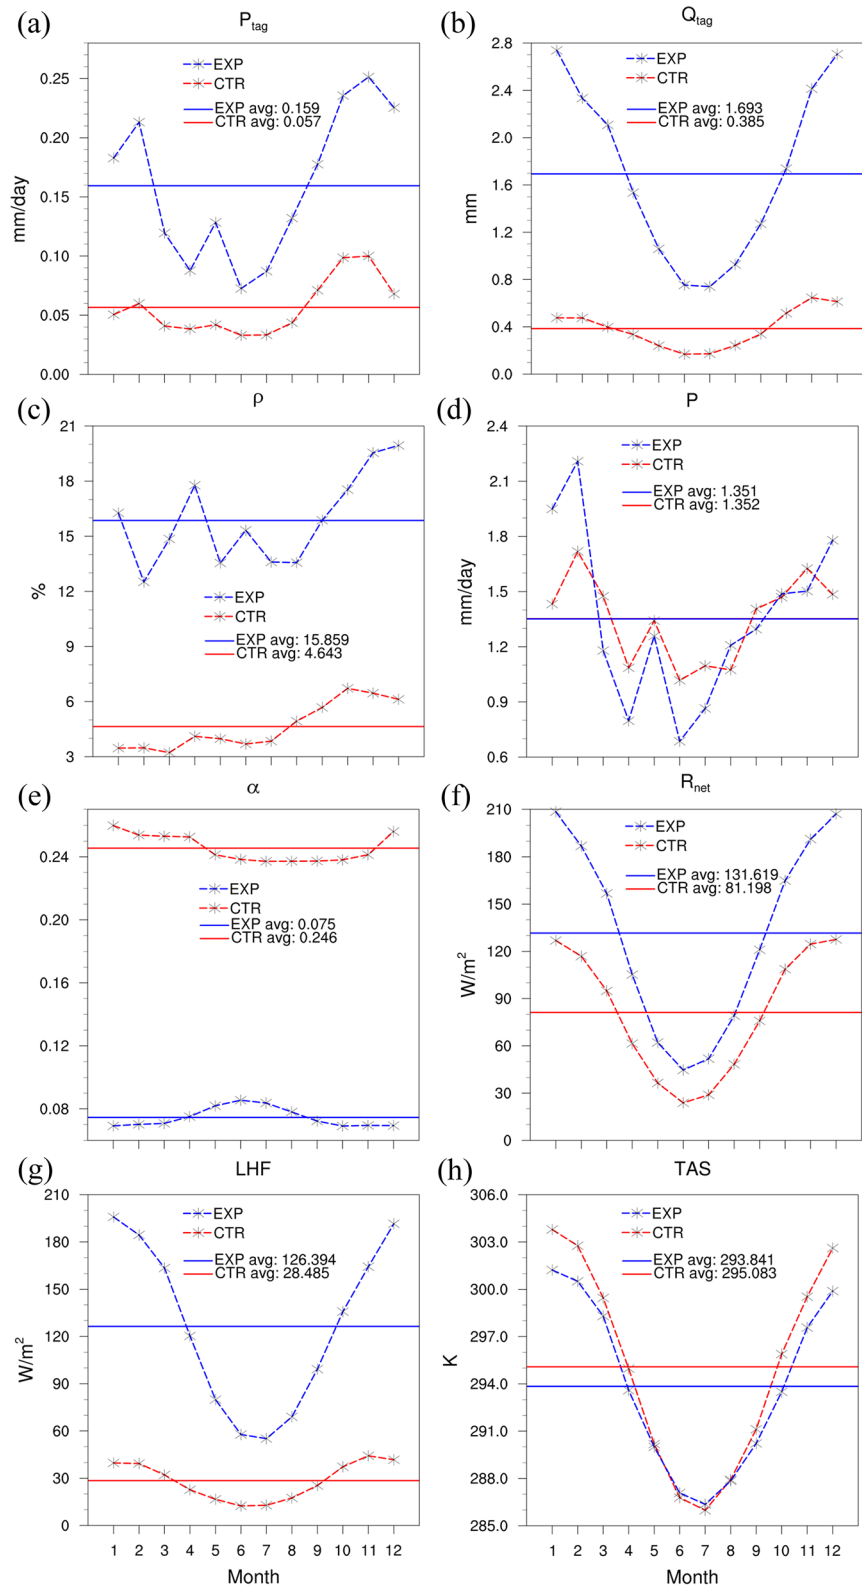 (a)
P_tag
EXP
CTR
EXP avg: 0.159
CTR avg: 0.057
mm/day
0.25
0.20
0.15
0.10
0.05
0.00
(b)
Q_tag
EXP
CTR
EXP avg: 1.693
CTR avg: 0.385
mm
2.8
2.4
2.0
1.6
1.2
0.8
0.4
0.0
(c)
ρ
EXP
CTR
EXP avg: 15.859
CTR avg: 4.643
%
21
18
15
12
9
6
3
(d)
P
EXP
CTR
EXP avg: 1.351
CTR avg: 1.352
mm/day
2.4
2.1
1.8
1.5
1.2
0.9
0.6
(e)
α
EXP
CTR
EXP avg: 0.075
CTR avg: 0.246
0.24
0.20
0.16
0.12
0.08
(f)
R_net
EXP
CTR
EXP avg: 131.619
CTR avg: 81.198
W/m²
210
180
150
120
90
60
30
0
(g)
LHF
EXP
CTR
EXP avg: 126.394
CTR avg: 28.485
W/m²
210
180
150
120
90
60
30
0
1 2 3 4 5 6 7 8 9 10 11 12
Month
(h)
TAS
EXP
CTR
EXP avg: 293.841
CTR avg: 295.083
K
306.0
303.0
300.0
297.0
294.0
291.0
288.0
285.0
1 2 3 4 5 6 7 8 9 10 11 12
Month